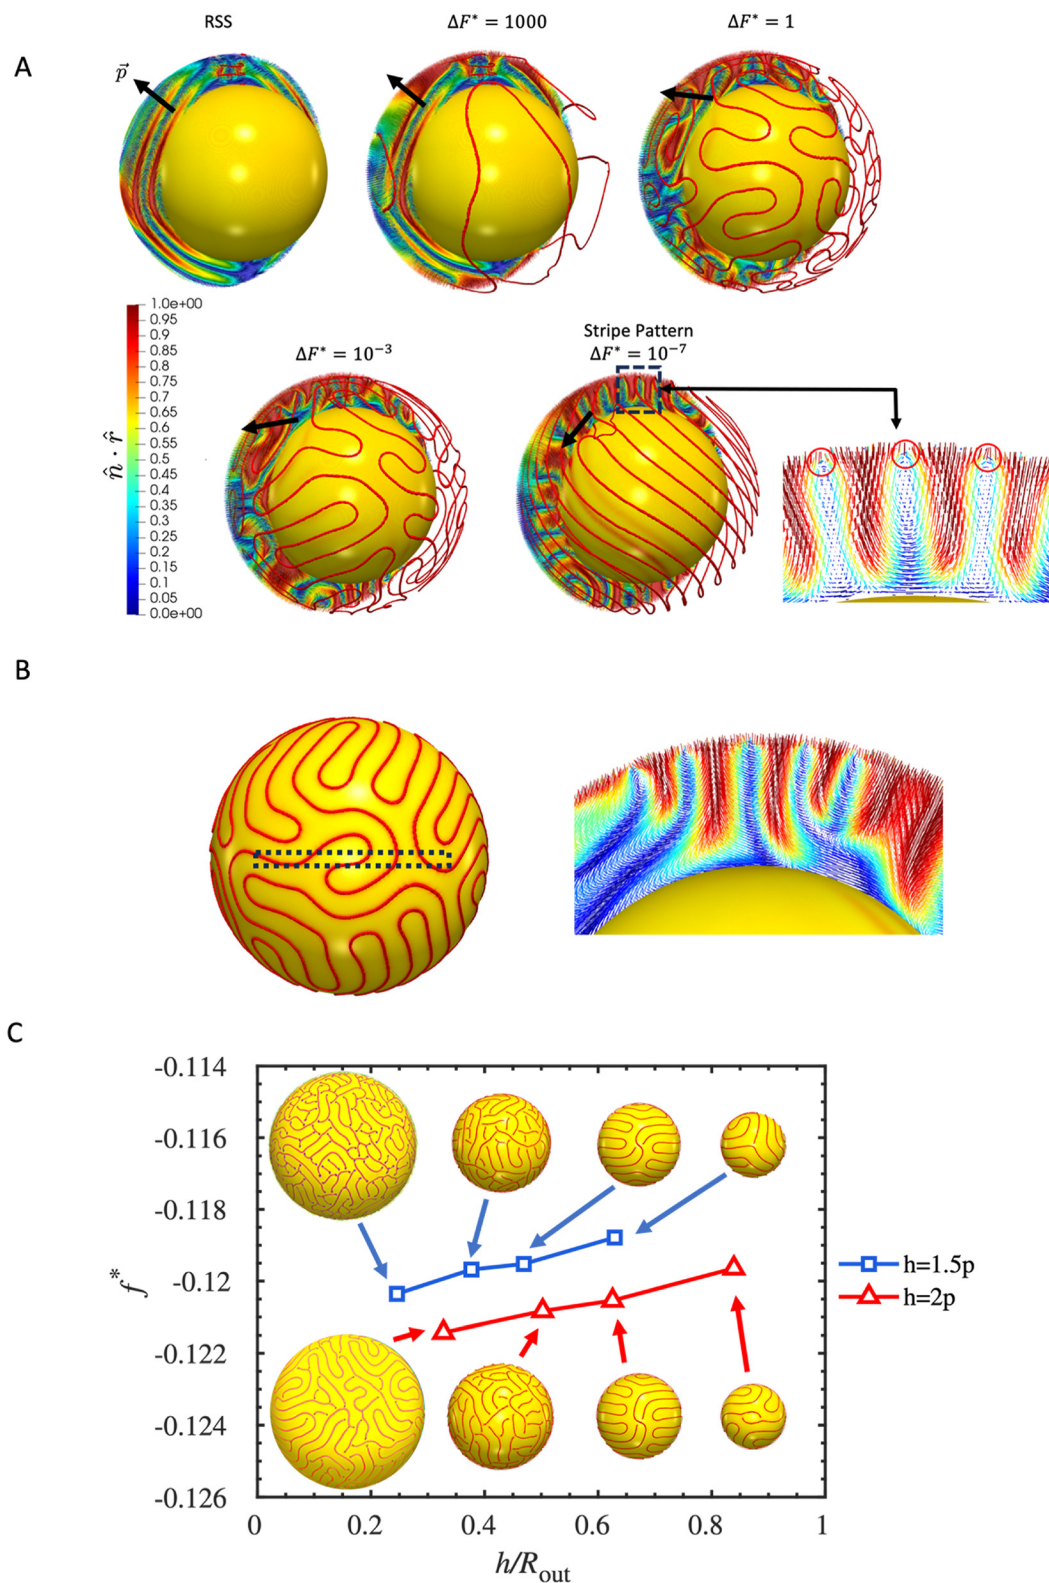 RSS
ΔF* = 1000
ΔF* = 1
A
p⃗
1.0e+00
0.95
0.9
0.85
0.8
0.75
0.7
0.65
0.6
0.55
0.5
0.45
0.4
0.35
0.3
0.25
0.2
0.15
0.1
0.05
0.0e+00
n̂ · r̂
ΔF* = 10⁻³
Stripe Pattern
ΔF* = 10⁻⁷
B
C
-0.114
-0.116
-0.118
-0.12
-0.122
-0.124
-0.126
f*
h=1.5p
h=2p
0 0.2 0.4 0.6 0.8 1
h/Rout